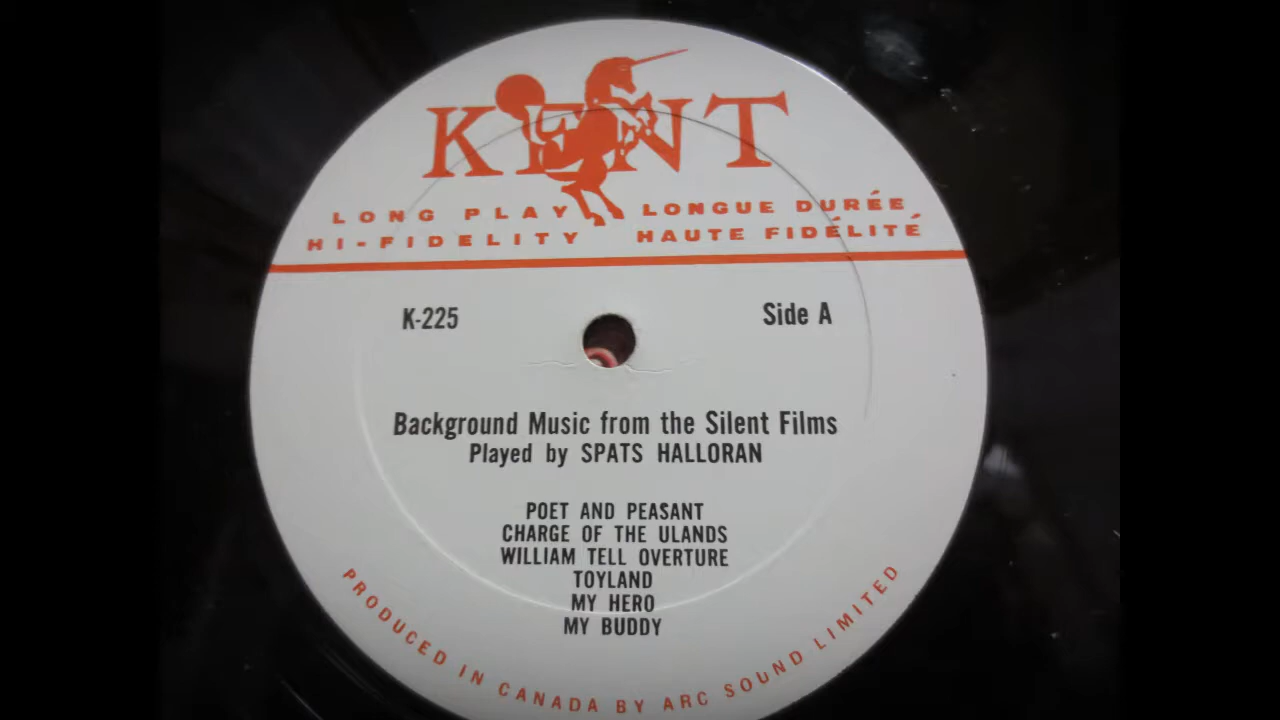 KENT
LONG PLAY LONGUE DURÉE
HI-FIDELITY HAUTE FIDÉLITÉ
K-225 Side A
Background Music from the Silent Films
Played by SPATS HALLORAN
POET AND PEASANT
CHARGE OF THE ULANDS
WILLIAM TELL OVERTURE
TOYLAND
MY HERO
MY BUDDY
PRODUCED IN CANADA BY ARC SOUND LIMITED